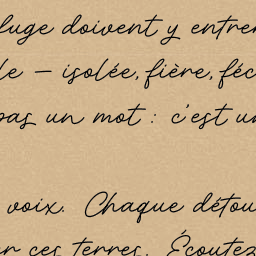 luge doivent y entrer
le — isolée, fière, féc
pas un mot : c'est un
voix. Chaque détou
r ces terres. Écoutez